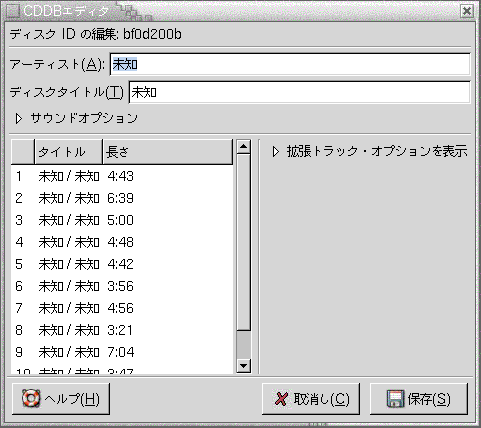 CDDBエディタ
ディスク ID の編集: bf0d200b
アーティスト(A): 未知
ディスクタイトル(T) 未知
▷ サウンドオプション
タイトル 長さ
▷ 拡張トラック・オプションを表示
1 未知 / 未知 4:43
2 未知 / 未知 6:39
3 未知 / 未知 5:00
4 未知 / 未知 4:48
5 未知 / 未知 4:42
6 未知 / 未知 3:56
7 未知 / 未知 4:56
8 未知 / 未知 3:21
9 未知 / 未知 7:04
10 未知 / 未知 3:47
ヘルプ(H) 取消し(C) 保存(S)